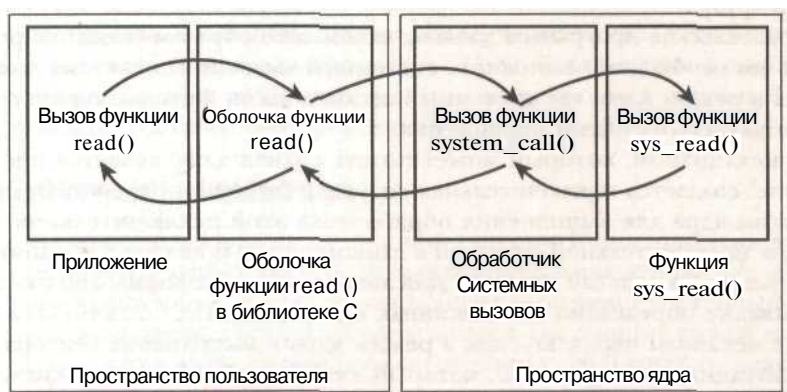 Вызов функции
read()
Оболочка функции
read()
Вызов функции
system_call()
Вызов функции
sys_read()
Приложение
Оболочка
функции read ()
в библиотеке С
Обработчик
Системных
вызовов
Функция
sys_read()
Пространство пользователя
Пространство ядра